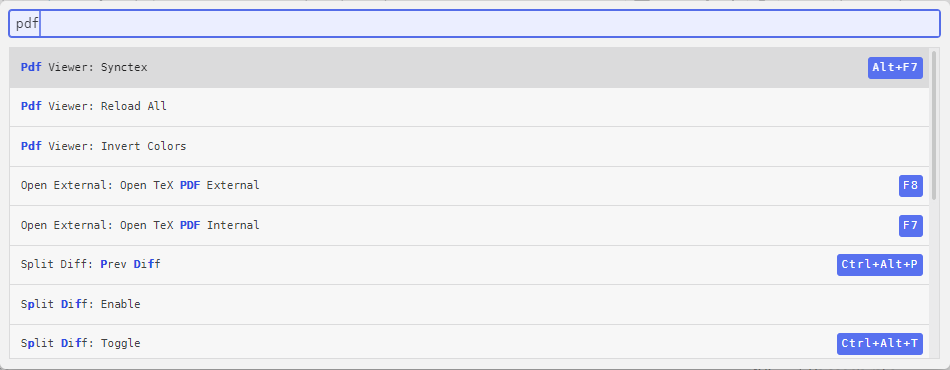 pdf
Pdf Viewer: Synctex Alt+F7
Pdf Viewer: Reload All
Pdf Viewer: Invert Colors
Open External: Open TeX PDF External F8
Open External: Open TeX PDF Internal F7
Split Diff: Prev Diff Ctrl+Alt+P
Split Diff: Enable
Split Diff: Toggle Ctrl+Alt+T